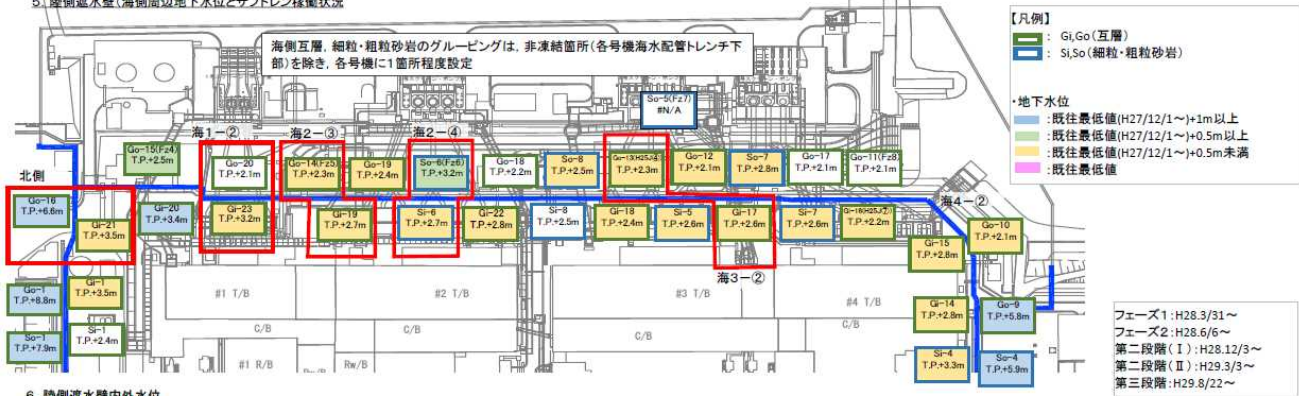 5. 陸側遮水壁(海側周辺地下水位とサブドレン稼働状況
海側互層, 細粒・粗粒砂岩のグルーピングは, 非凍結箇所(各号機海水配管トレンチ下
部)を除き, 各号機に1箇所程度設定
【凡例】
: Gi,Go(互層)
: Si,So(細粒・粗粒砂岩)
・地下水位
:既往最低値(H27/12/1～)+1m以上
:既往最低値(H27/12/1～)+0.5m以上
:既往最低値(H27/12/1～)+0.5m未満
:既往最低値
So-5(Fz7)
#N/A
海1-②
海2-③
海2-④
Go-15(Fz4)
T.P.+2.5m
Go-20
T.P.+2.1m
Go-14(Fz5)
T.P.+2.3m
Go-19
T.P.+2.4m
So-6(Fz6)
T.P.+3.2m
Go-18
T.P.+2.2m
So-8
T.P.+2.5m
Go-13(H25J④)
T.P.+2.3m
Go-12
T.P.+2.1m
So-7
T.P.+2.8m
Go-17
T.P.+2.1m
Go-11(Fz8)
T.P.+2.1m
北側
海4-②
Go-16
T.P.+6.6m
Gi-21
T.P.+3.5m
Gi-20
T.P.+3.4m
Gi-23
T.P.+3.2m
Gi-19
T.P.+2.7m
Si-6
T.P.+2.7m
Gi-22
T.P.+2.8m
Si-8
T.P.+2.5m
Gi-18
T.P.+2.4m
Si-5
T.P.+2.6m
Gi-17
T.P.+2.6m
Si-7
T.P.+2.6m
Gi-16(H25J⑦)
T.P.+2.2m
Gi-15
T.P.+2.8m
Go-10
T.P.+2.1m
海3-②
Go-1
T.P.+8.8m
Gi-1
T.P.+3.5m
#1 T/B
#2 T/B
#3 T/B
#4 T/B
Gi-14
T.P.+2.8m
Go-9
T.P.+5.8m
So-1
T.P.+7.9m
Si-1
T.P.+2.4m
C/B
C/B
C/B
C/B
#1 R/B
Rw/B
Rw/B
Si-4
T.P.+3.3m
So-4
T.P.+5.9m
フェーズ1:H28.3/31～
フェーズ2:H28.6/6～
第二段階(Ⅰ):H28.12/3～
第二段階(Ⅱ):H29.3/3～
第三段階:H29.8/22～
6. 陸側遮水壁内外水位